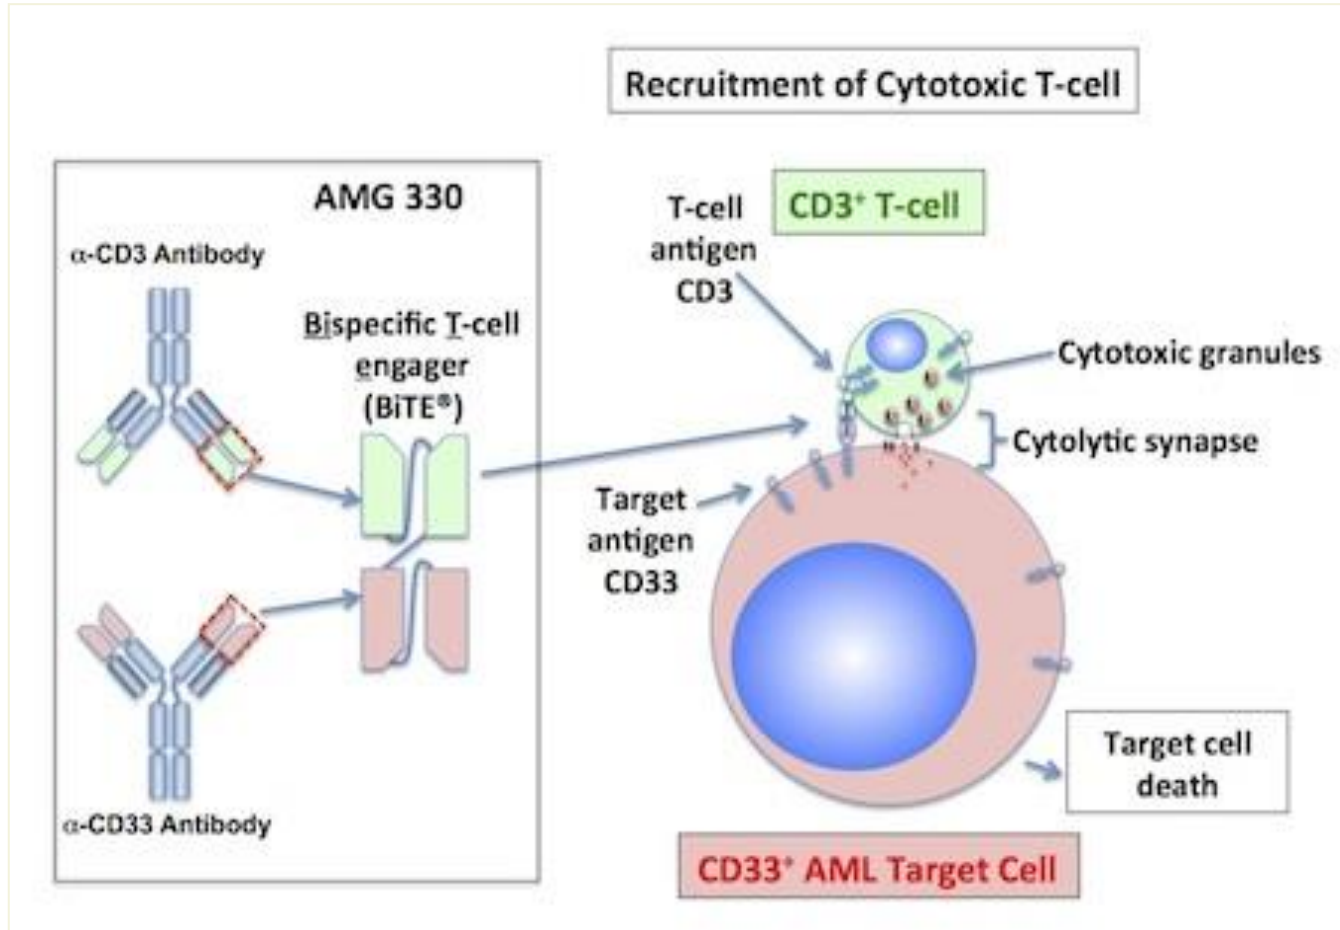 Recruitment of Cytotoxic T-cell
AMG 330
α-CD3 Antibody
Bispecific T-cell
engager
(BiTE®)
α-CD33 Antibody
T-cell
antigen
CD3
CD3⁺ T-cell
Cytotoxic granules
Cytolytic synapse
Target
antigen
CD33
Target cell
death
CD33⁺ AML Target Cell